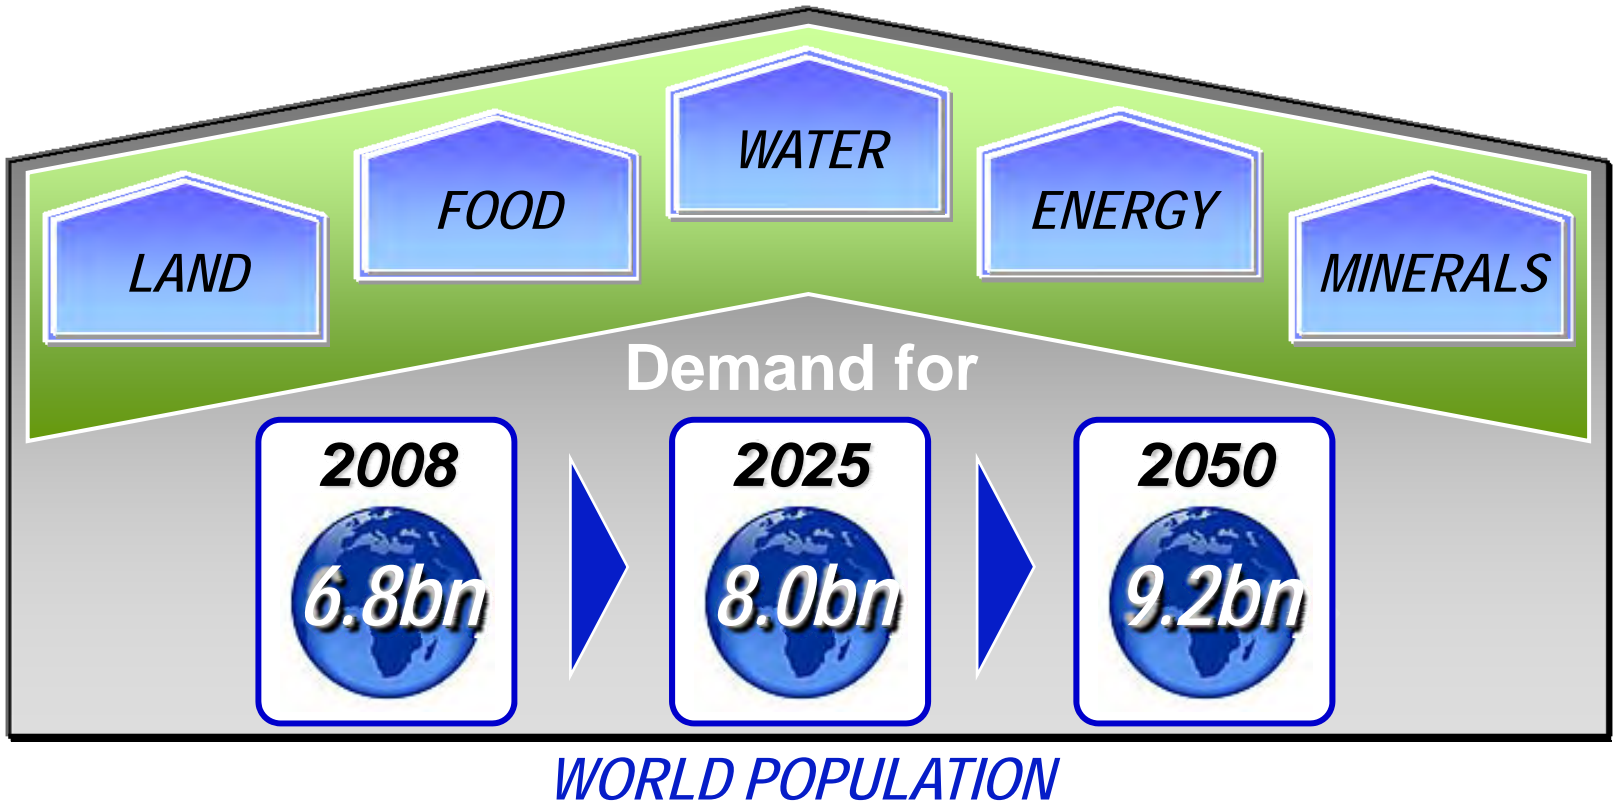 WATER
FOOD
ENERGY
LAND
MINERALS
Demand for
2008
6.8bn
2025
8.0bn
2050
9.2bn
WORLD POPULATION